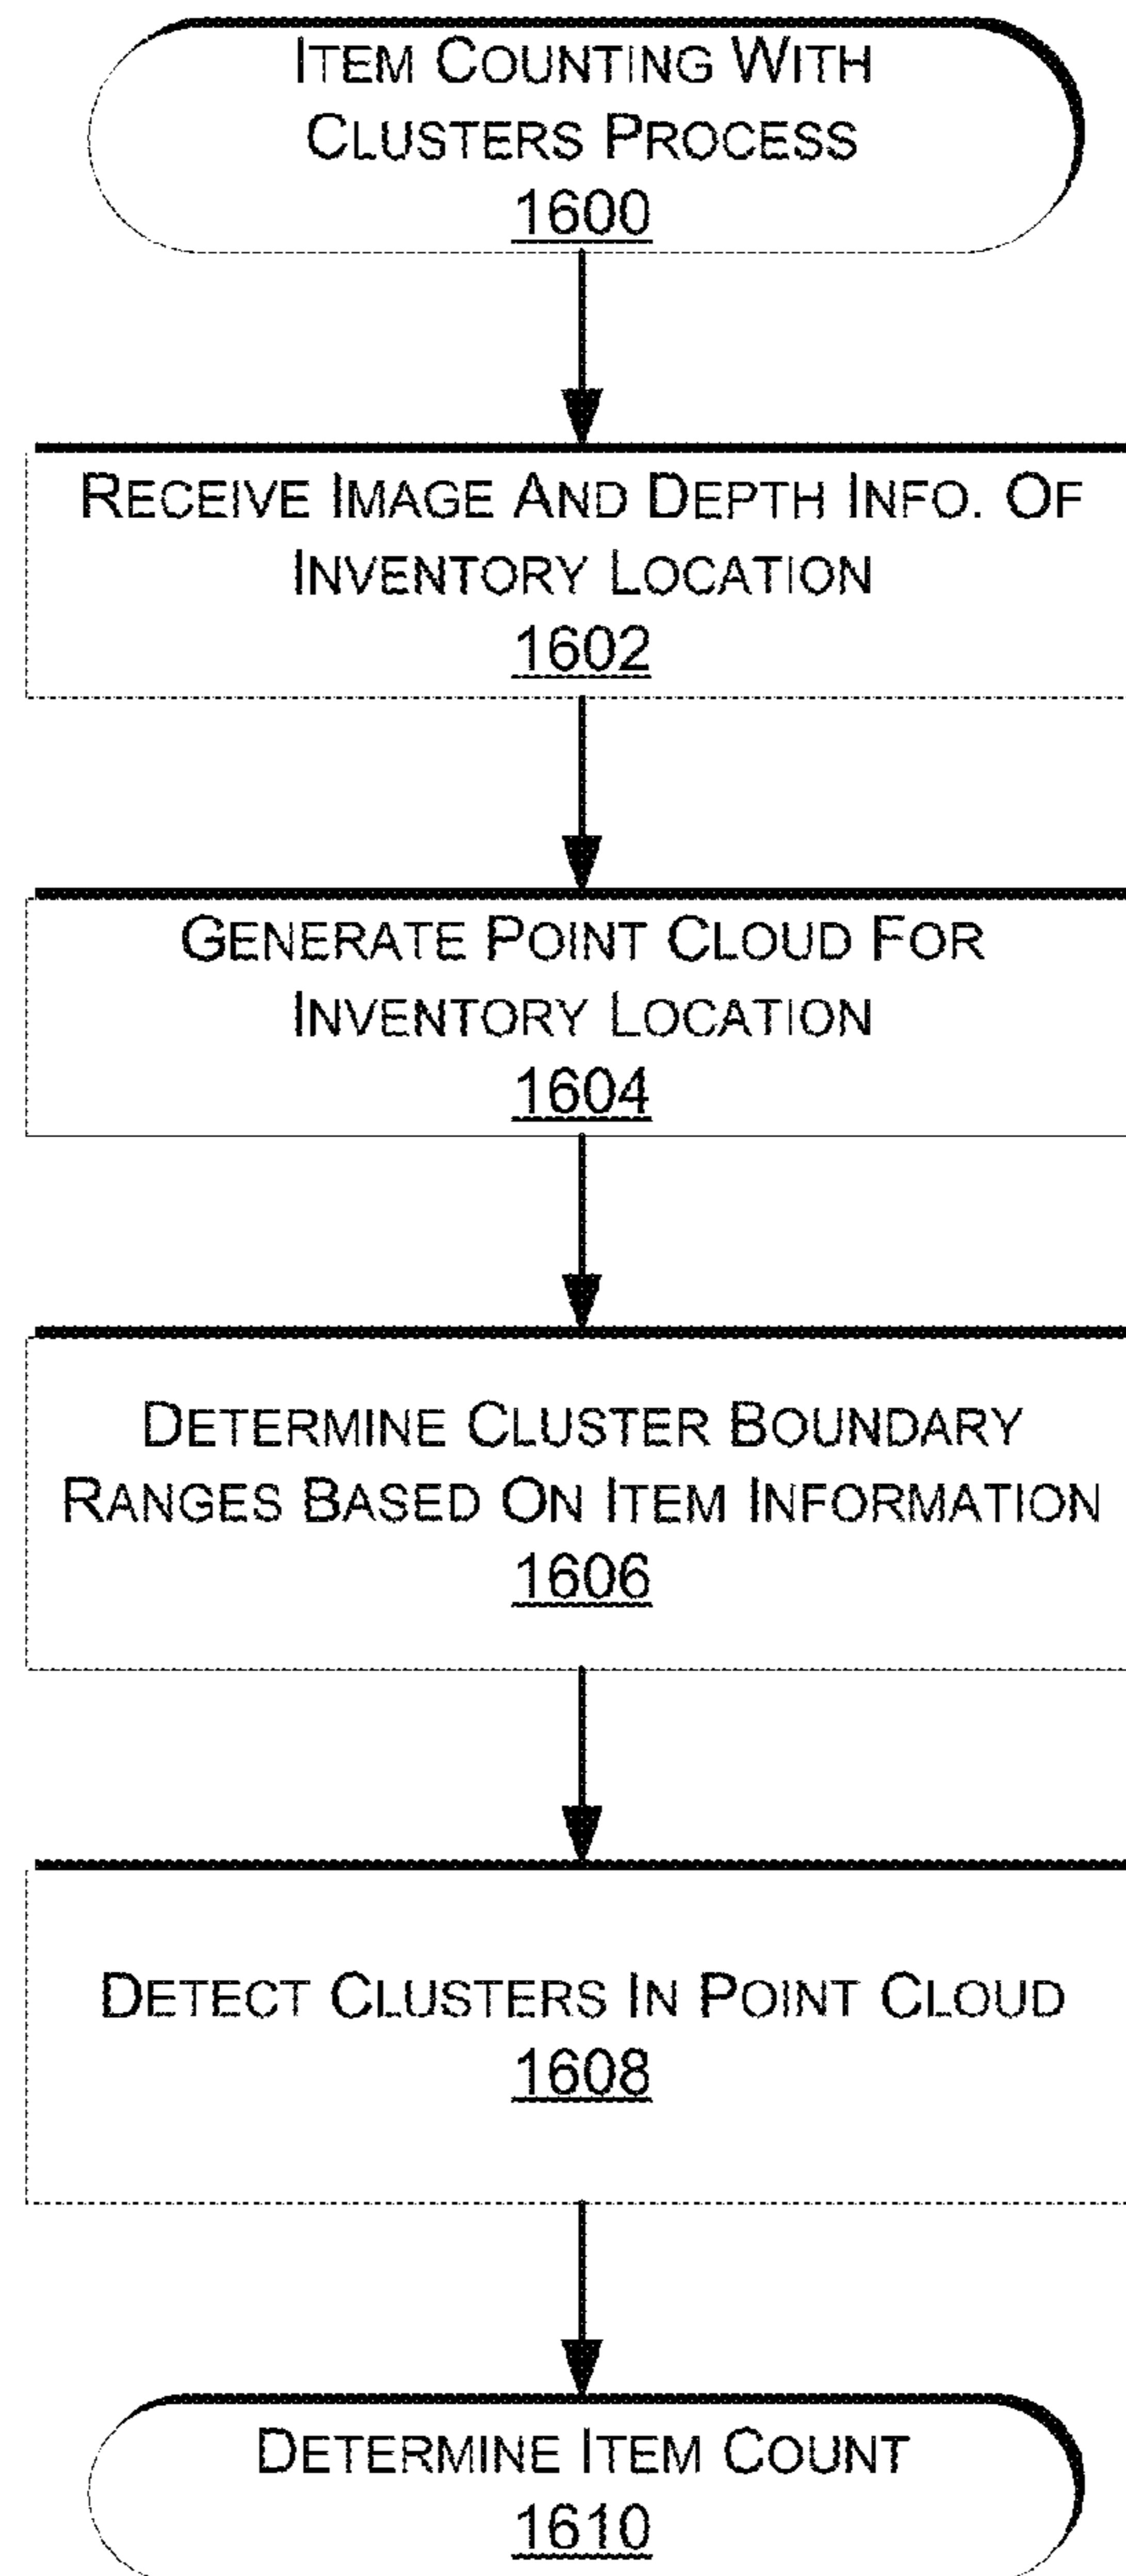 ITEM COUNTING WITH
CLUSTERS PROCESS
1600
RECEIVE IMAGE AND DEPTH INFO. OF
INVENTORY LOCATION
1602
GENERATE POINT CLOUD FOR
INVENTORY LOCATION
1604
DETERMINE CLUSTER BOUNDARY
RANGES BASED ON ITEM INFORMATION
1606
DETECT CLUSTERS IN POINT CLOUD
1608
DETERMINE ITEM COUNT
1610